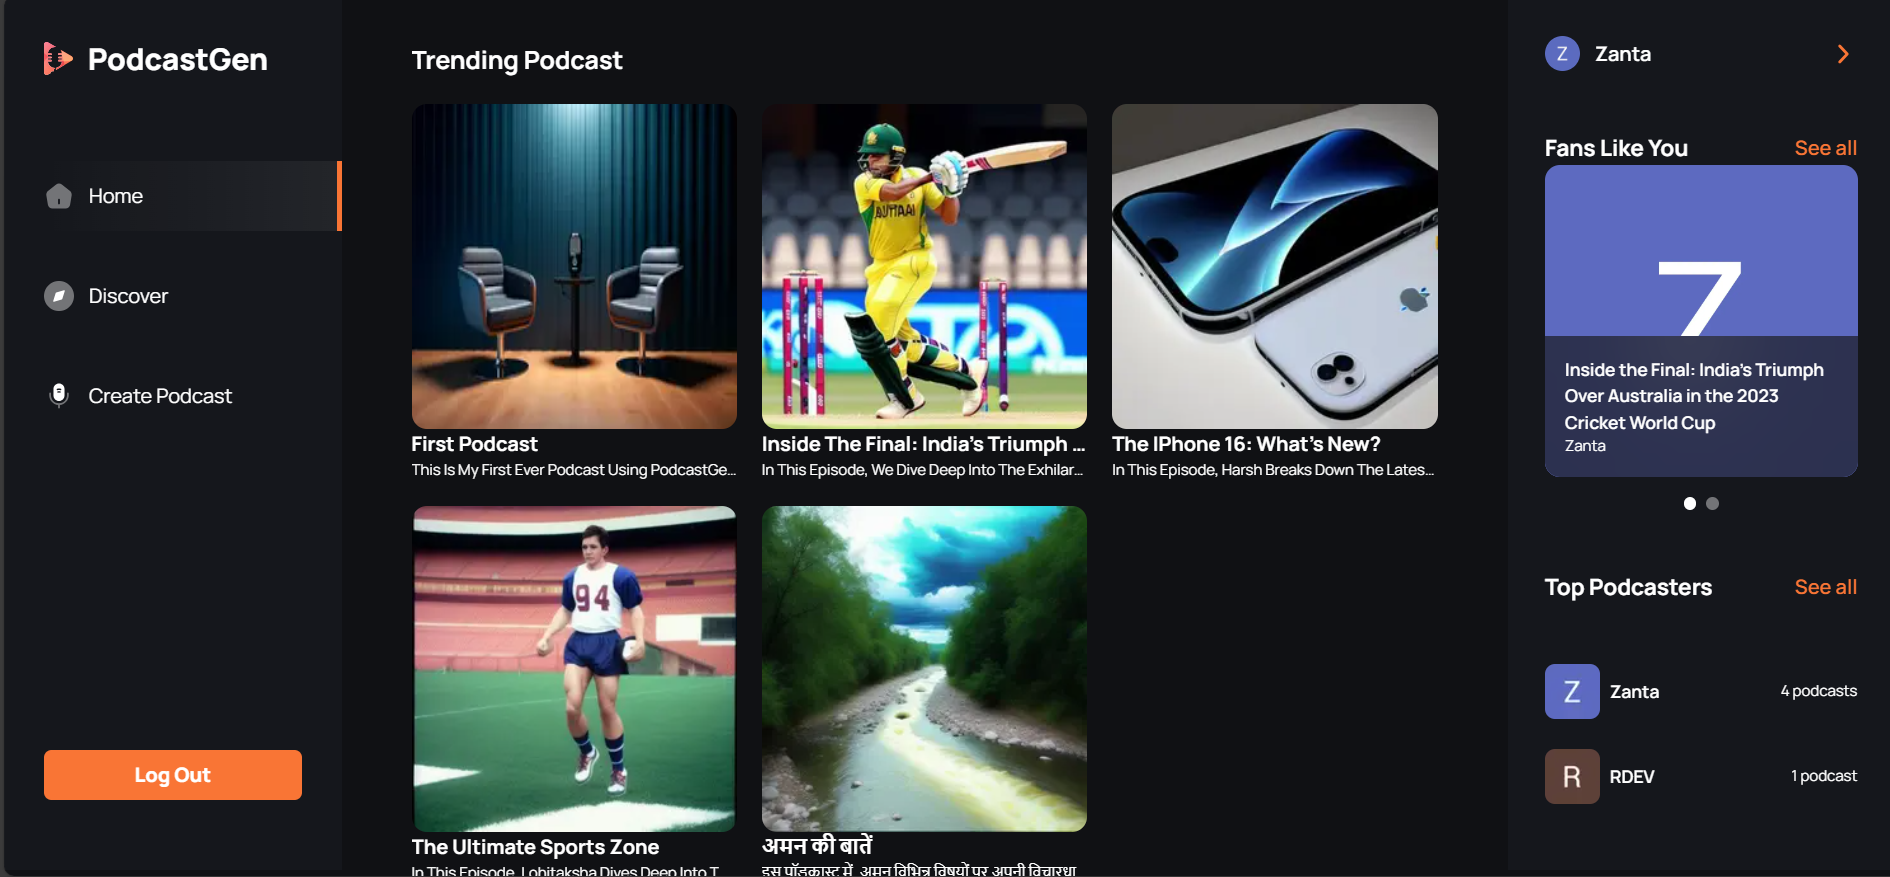 PodcastGen
Home
Discover
Create Podcast
Log Out
Trending Podcast
First Podcast
This Is My First Ever Podcast Using PodcastGe...
Inside The Final: India's Triumph ...
In This Episode, We Dive Deep Into The Exhilar...
The IPhone 16: What's New?
In This Episode, Harsh Breaks Down The Lates...
94
The Ultimate Sports Zone
In This Episode, Lohitaksha Dives Deep Into T...
अमन की बातें
इस पॉडकास्ट में, अमन विभिन्न विषयों पर अपनी विचारधा
Z
Zanta
Fans Like You
See all
Z
Inside the Final: India's Triumph
Over Australia in the 2023
Cricket World Cup
Zanta
Top Podcasters
See all
Z
Zanta
4 podcasts
R
RDEV
1 podcast